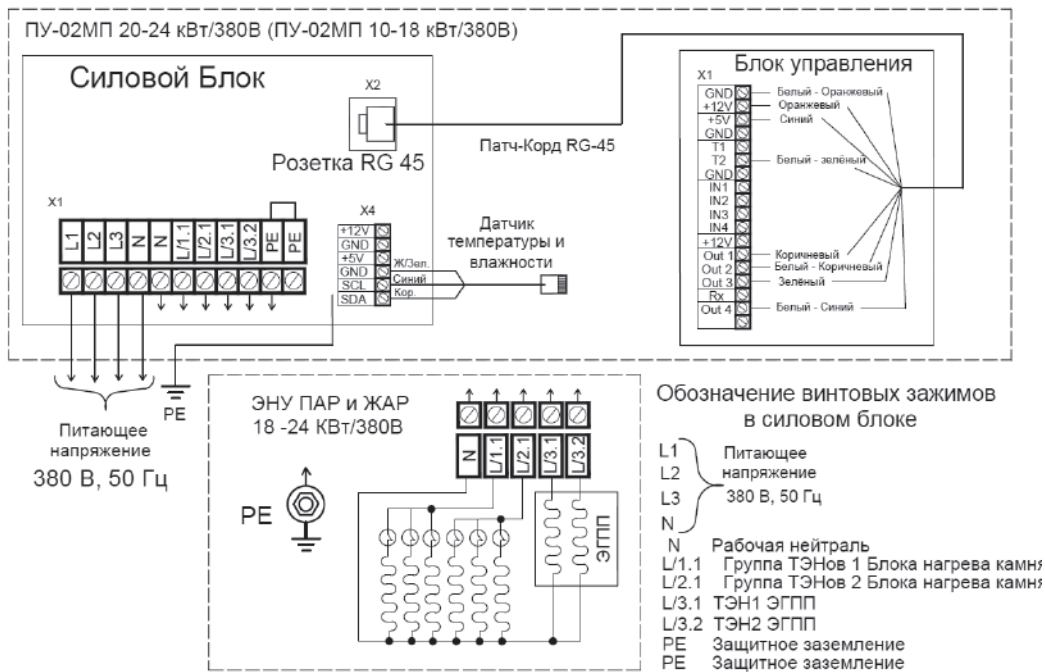 ПУ-02МП 20-24 кВт/380В (ПУ-02МП 10-18 кВт/380В)
Силовой Блок
X2
Розетка RG 45
Патч-Корд RG-45
X1
L1
L2
L3
N
N
L/1.1
L/2.1
L/3.1
L/3.2
PE
PE
X4
+12V
GND
+5V
GND
SCL
SDA
Ж/Зел.
Синий
Кор.
Датчик
температуры и
влажности
Блок управления
X1
GND
+12V
+5V
GND
T1
T2
GND
IN1
IN2
IN3
IN4
+12V
Out 1
Out 2
Out 3
Rx
Out 4
Белый - Оранжевый
Оранжевый
Синий
Белый - зелёный
Коричневый
Белый - Коричневый
Зелёный
Белый - Синий
PE
Питающее
напряжение
380 В, 50 Гц
ЭНУ ПАР и ЖАР
18 -24 КВт/380В
PE
N
L/1.1
L/2.1
L/3.1
L/3.2
ЭГПП
Обозначение винтовых зажимов
в силовом блоке
L1
L2
L3
N
Питающее
напряжение
380 В, 50 Гц
N Рабочая нейтраль
L/1.1 Группа ТЭНов 1 Блока нагрева камня
L/2.1 Группа ТЭНов 2 Блока нагрева камня
L/3.1 ТЭН1 ЭГПП
L/3.2 ТЭН2 ЭГПП
PE Защитное заземление
PE Защитное заземление